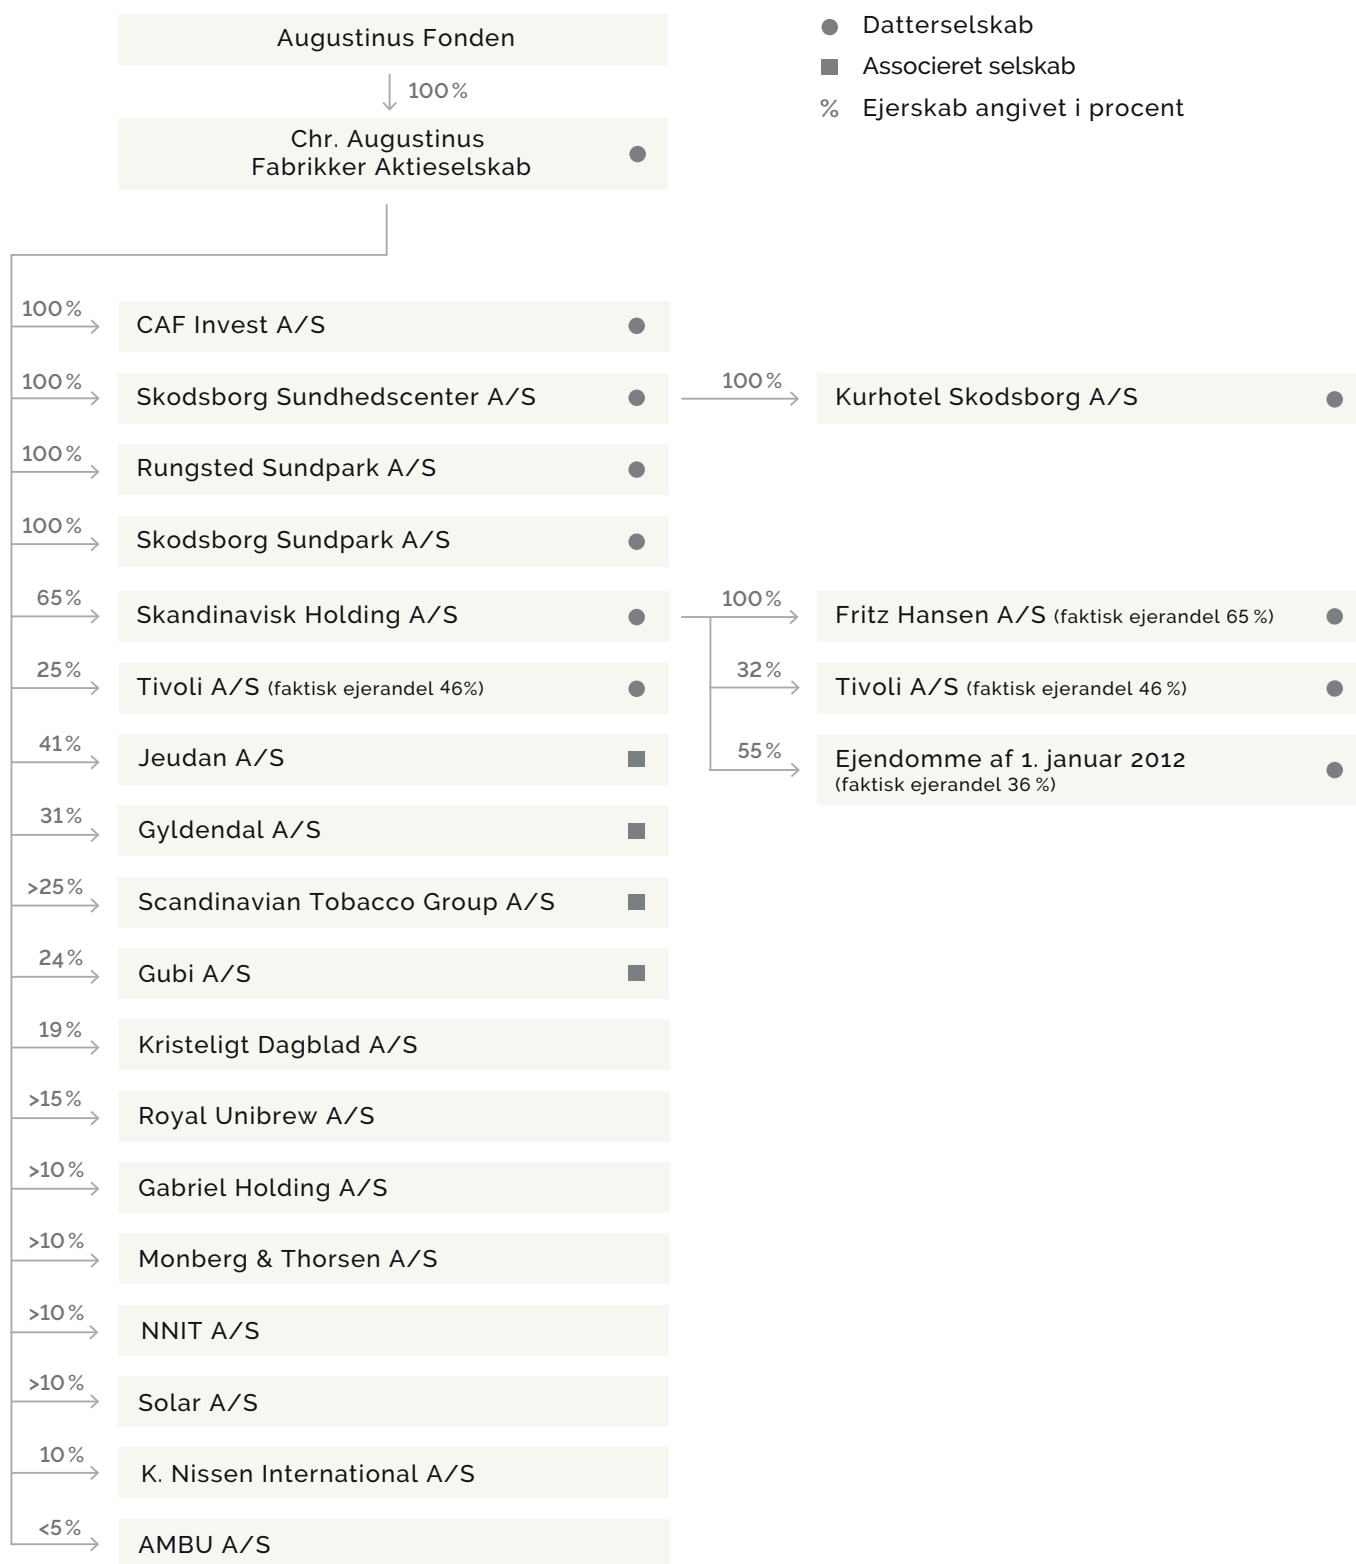 Augustinus Fonden
100%
Chr. Augustinus
Fabrikker Aktieselskab
Datterselskab
Associeret selskab
% Ejerskab angivet i procent
100%
CAF Invest A/S
100%
Skodsborg Sundhedscenter A/S
100%
Kurhotel Skodsborg A/S
100%
Rungsted Sundpark A/S
100%
Skodsborg Sundpark A/S
65%
Skandinavisk Holding A/S
100%
Fritz Hansen A/S (faktisk ejerandel 65 %)
25%
Tivoli A/S (faktisk ejerandel 46%)
32%
Tivoli A/S (faktisk ejerandel 46 %)
41%
Jeudan A/S
55%
Ejendomme af 1. januar 2012
(faktisk ejerandel 36 %)
31%
Gyldendal A/S
>25%
Scandinavian Tobacco Group A/S
24%
Gubi A/S
19%
Kristeligt Dagblad A/S
>15%
Royal Unibrew A/S
>10%
Gabriel Holding A/S
>10%
Monberg & Thorsen A/S
>10%
NNIT A/S
>10%
Solar A/S
10%
K. Nissen International A/S
<5%
AMBU A/S